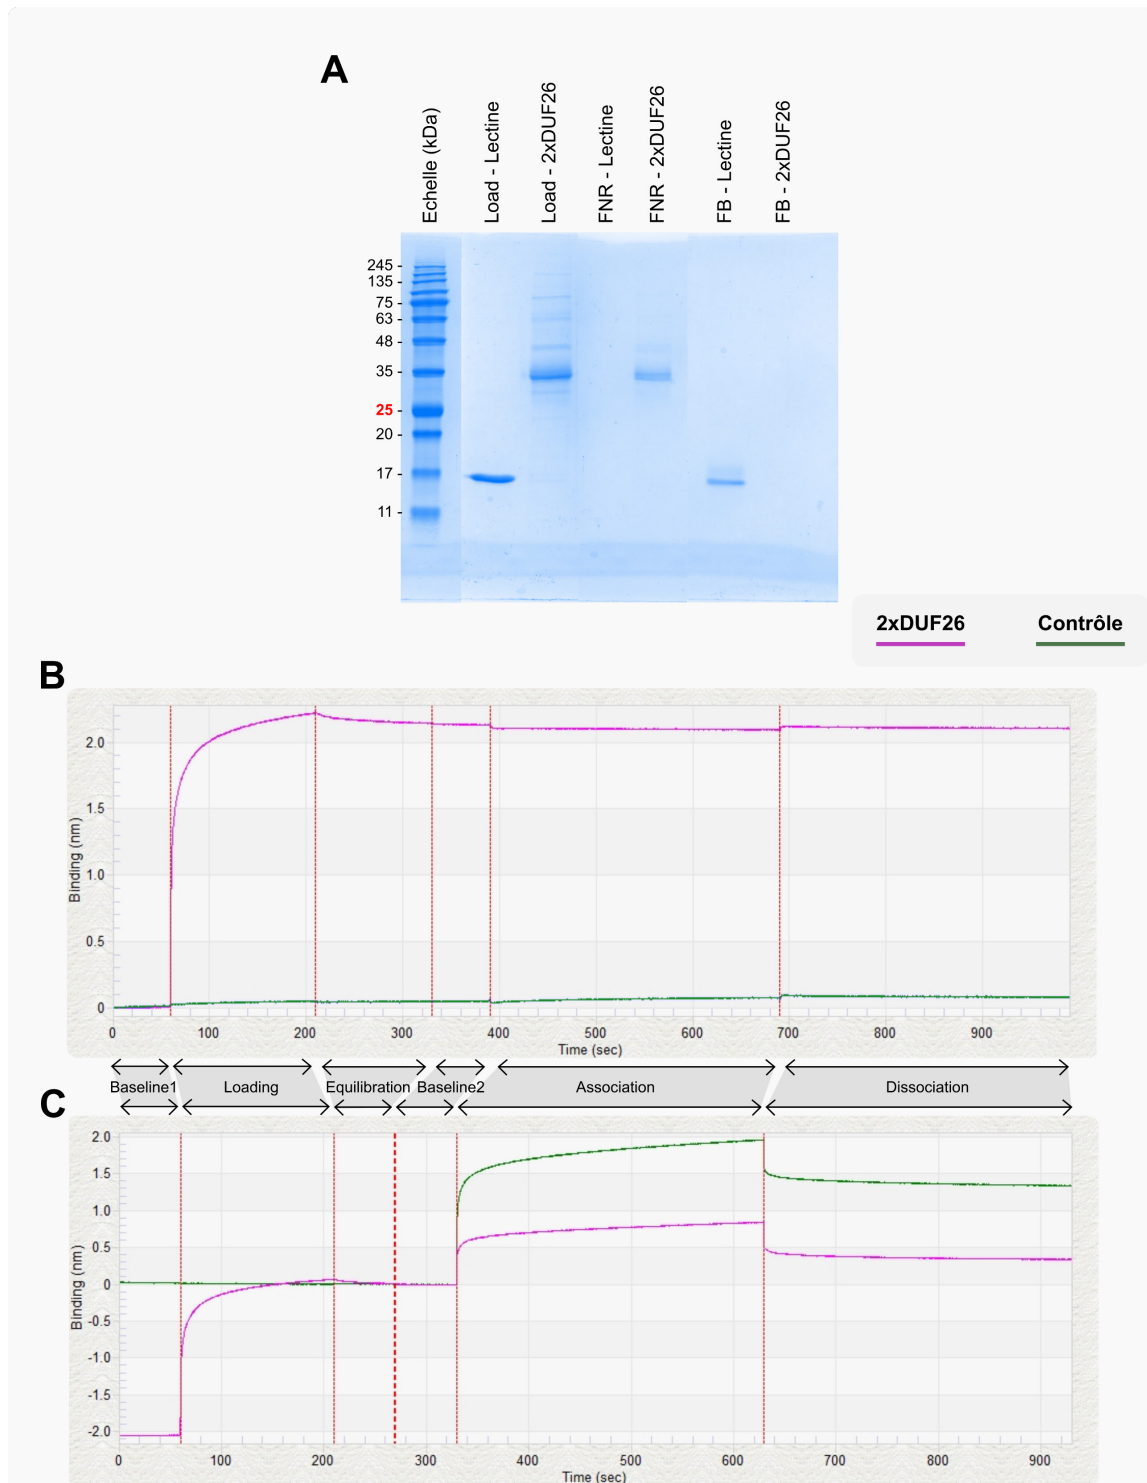 A
Echelle (kDa)
Load - Lectine
Load - 2xDUF26
FNR - Lectine
FNR - 2xDUF26
FB - Lectine
FB - 2xDUF26
245 -
135 -
75 -
63 -
48 -
35 -
25 -
20 -
17 -
11 -
2xDUF26 Contrôle
B
Binding (nm)
2.0
1.5
1.0
0.5
0
0 100 200 300 400 500 600 700 800 900
Time (sec)
Baseline1 Loading Equilibration Baseline2 Association Dissociation
C
Binding (nm)
2.0
1.5
1.0
0.5
0
-0.5
-1.0
-1.5
-2.0
0 100 200 300 400 500 600 700 800 900
Time (sec)